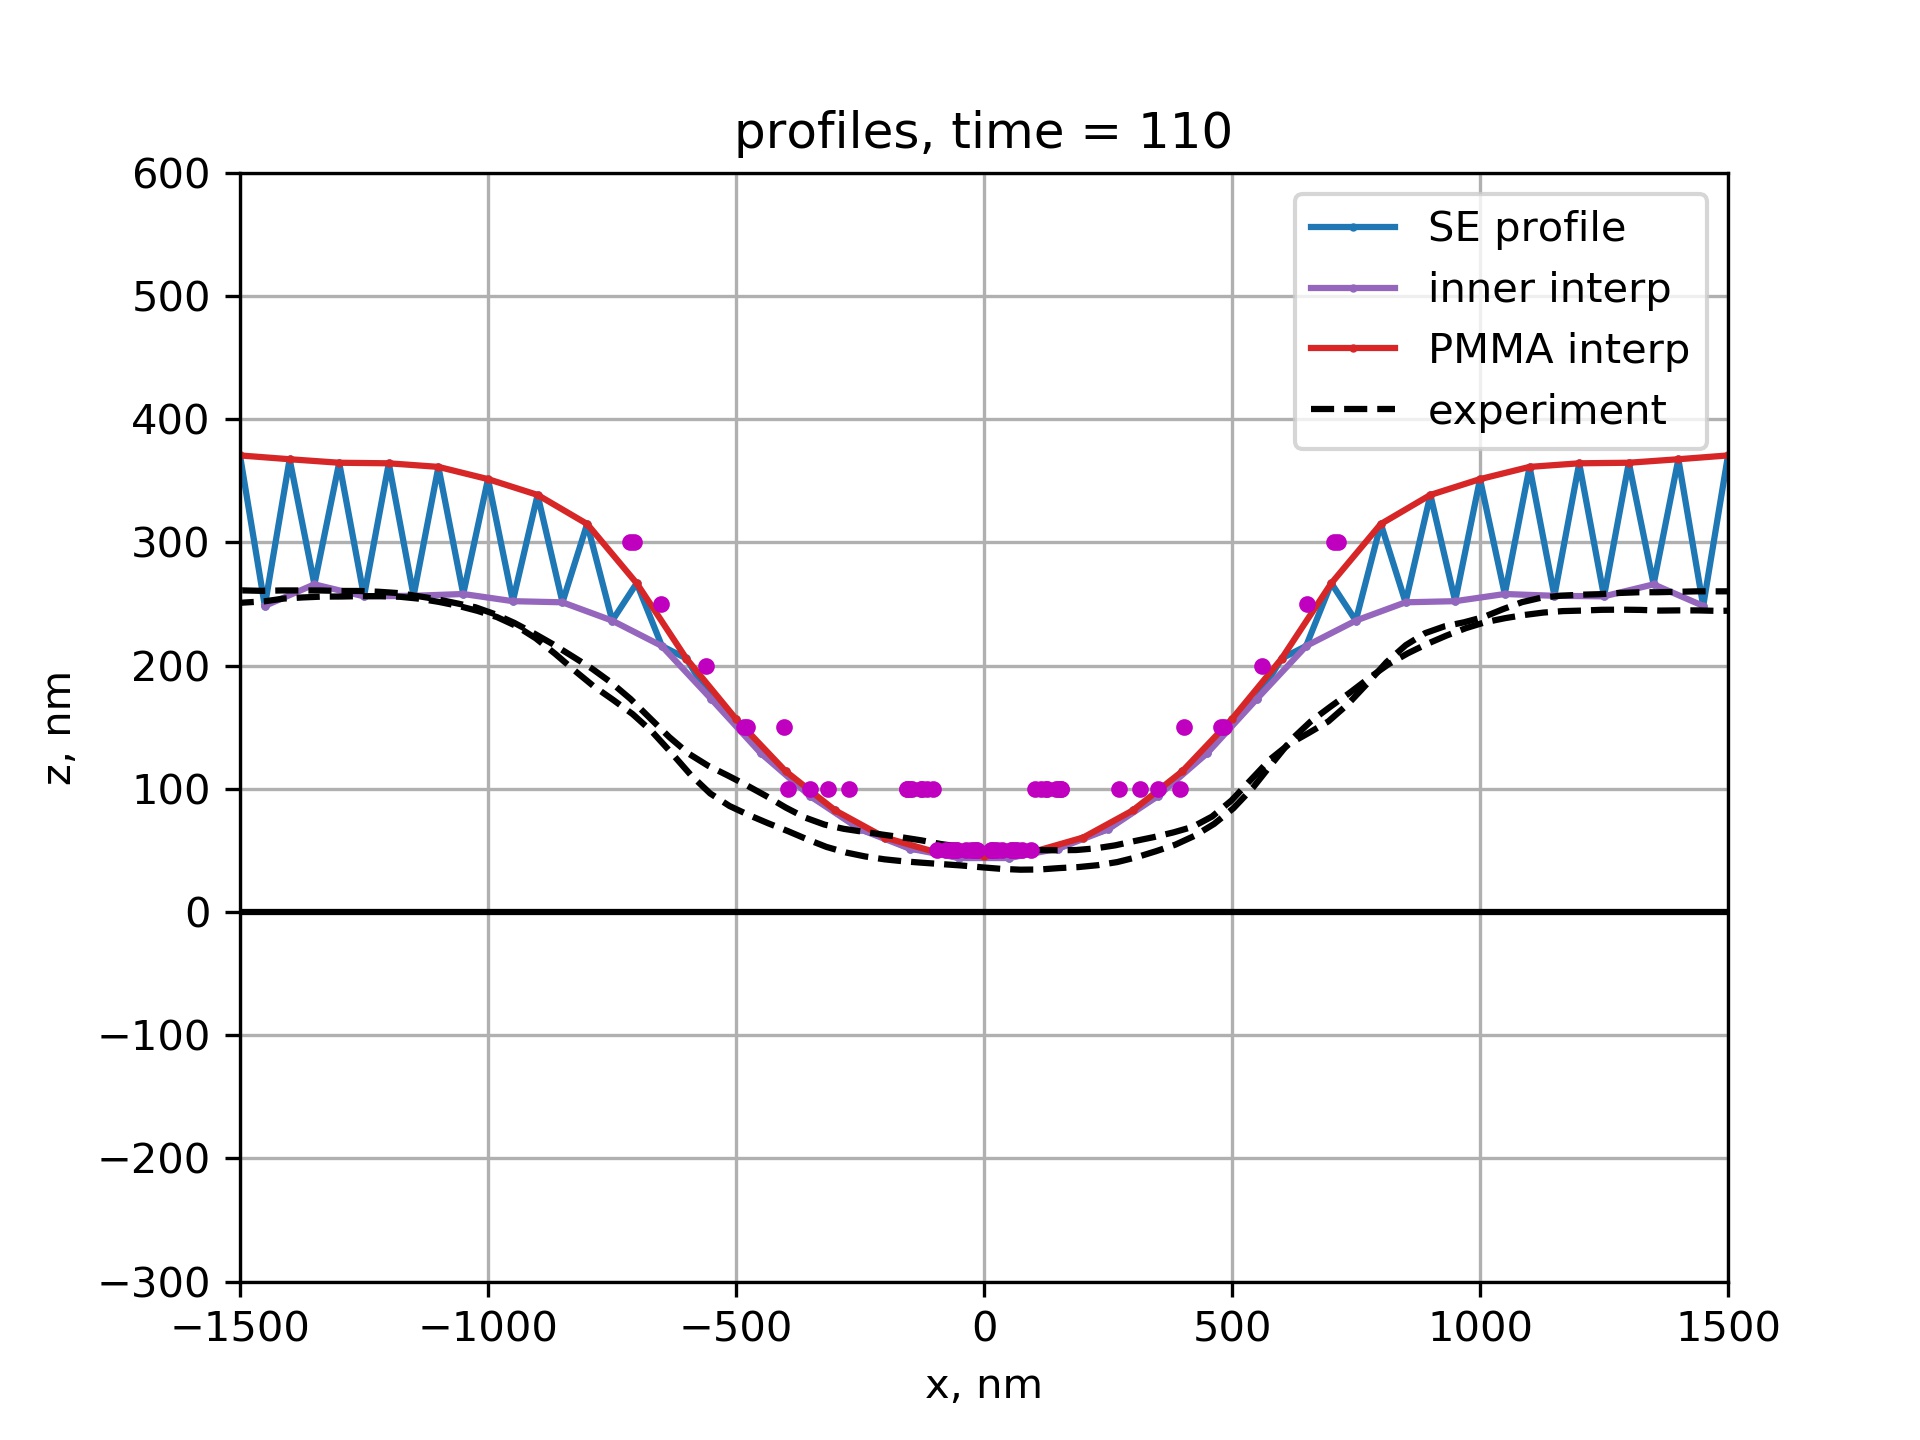 profiles, time = 110
600
500
400
300
200
100
0
−100
−200
−300
z, nm
SE profile
inner interp
PMMA interp
experiment
−1500 −1000 −500 0 500 1000 1500
x, nm